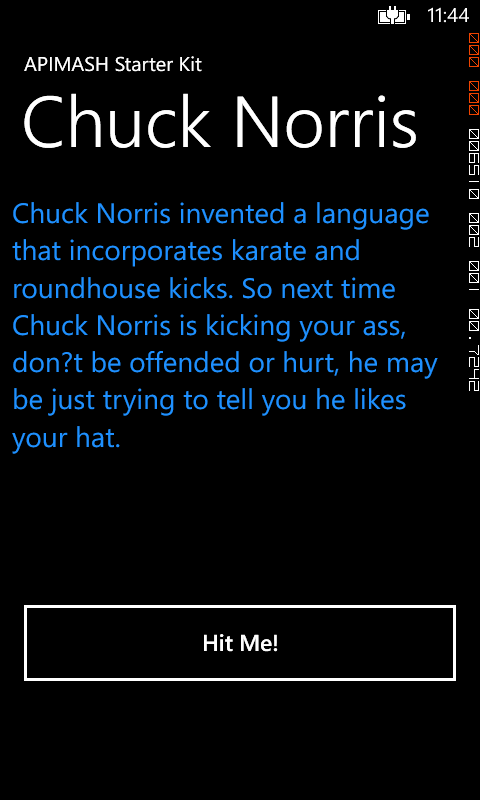 11:44
APIMASH Starter Kit
Chuck Norris
Chuck Norris invented a language
that incorporates karate and
roundhouse kicks. So next time
Chuck Norris is kicking your ass,
don?t be offended or hurt, he may
be just trying to tell you he likes
your hat.
Hit Me!
000 000 006510 002 001 00.7242